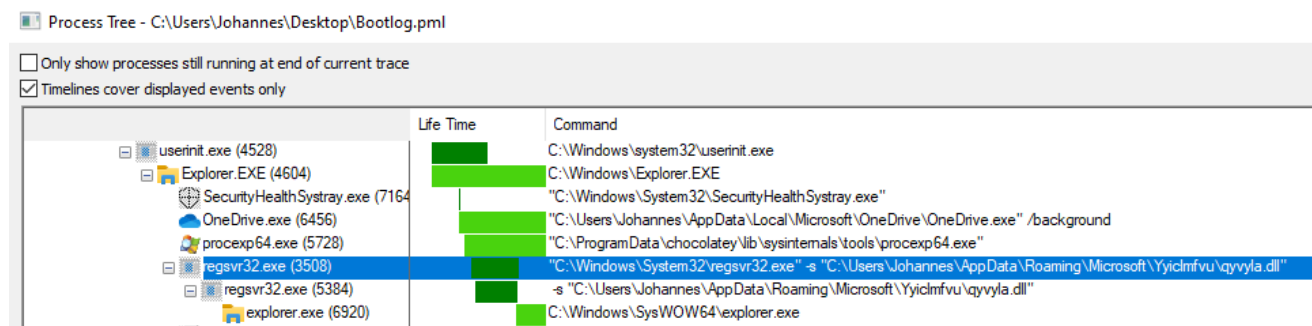 Process Tree - C:\Users\Johannes\Desktop\Bootlog.pml
Only show processes still running at end of current trace
Timelines cover displayed events only
Life Time Command
userinit.exe (4528) C:\Windows\system32\userinit.exe
Explorer.EXE (4604) C:\Windows\Explorer.EXE
SecurityHealthSystray.exe (7164 "C:\Windows\System32\SecurityHealthSystray.exe"
OneDrive.exe (6456) "C:\Users\Johannes\AppData\Local\Microsoft\OneDrive\OneDrive.exe" /background
procexp64.exe (5728) "C:\ProgramData\chocolatey\lib\sysinternals\tools\procexp64.exe"
regsvr32.exe (3508) "C:\Windows\System32\regsvr32.exe" -s "C:\Users\Johannes\AppData\Roaming\Microsoft\Yyiclmfvu\qyvyla.dll"
regsvr32.exe (5384) -s "C:\Users\Johannes\AppData\Roaming\Microsoft\Yyiclmfvu\qyvyla.dll"
explorer.exe (6920) C:\Windows\SysWOW64\explorer.exe